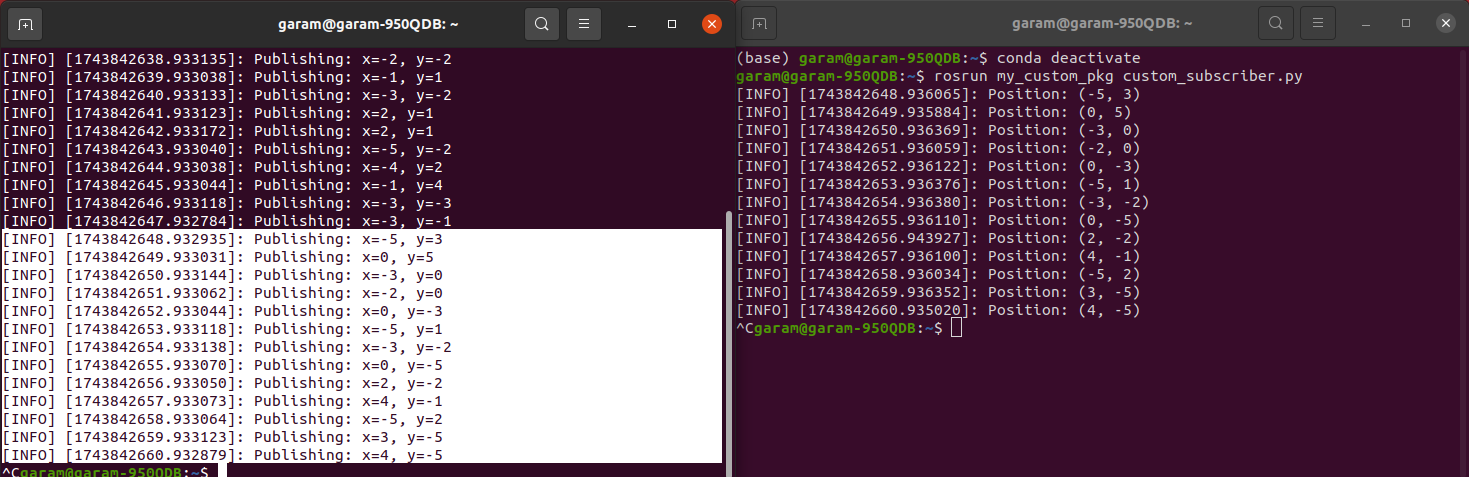 garam@garam-950QDB: ~
[INFO] [1743842638.933135]: Publishing: x=-2, y=-2
[INFO] [1743842639.933038]: Publishing: x=-1, y=1
[INFO] [1743842640.933133]: Publishing: x=-3, y=-2
[INFO] [1743842641.933123]: Publishing: x=2, y=1
[INFO] [1743842642.933172]: Publishing: x=2, y=1
[INFO] [1743842643.933040]: Publishing: x=-5, y=-2
[INFO] [1743842644.933038]: Publishing: x=-4, y=2
[INFO] [1743842645.933044]: Publishing: x=-1, y=4
[INFO] [1743842646.933118]: Publishing: x=-3, y=-3
[INFO] [1743842647.932784]: Publishing: x=-3, y=-1
[INFO] [1743842648.932935]: Publishing: x=-5, y=3
[INFO] [1743842649.933031]: Publishing: x=0, y=5
[INFO] [1743842650.933144]: Publishing: x=-3, y=0
[INFO] [1743842651.933062]: Publishing: x=-2, y=0
[INFO] [1743842652.933044]: Publishing: x=0, y=-3
[INFO] [1743842653.933118]: Publishing: x=-5, y=1
[INFO] [1743842654.933138]: Publishing: x=-3, y=-2
[INFO] [1743842655.933070]: Publishing: x=0, y=-5
[INFO] [1743842656.933050]: Publishing: x=2, y=-2
[INFO] [1743842657.933073]: Publishing: x=4, y=-1
[INFO] [1743842658.933064]: Publishing: x=-5, y=2
[INFO] [1743842659.933123]: Publishing: x=3, y=-5
[INFO] [1743842660.932879]: Publishing: x=4, y=-5
^Cgaram@garam-950QDB:~$
garam@garam-950QDB: ~
(base) garam@garam-950QDB:~$ conda deactivate
garam@garam-950QDB:~$ rosrun my_custom_pkg custom_subscriber.py
[INFO] [1743842648.936065]: Position: (-5, 3)
[INFO] [1743842649.935884]: Position: (0, 5)
[INFO] [1743842650.936369]: Position: (-3, 0)
[INFO] [1743842651.936059]: Position: (-2, 0)
[INFO] [1743842652.936122]: Position: (0, -3)
[INFO] [1743842653.936376]: Position: (-5, 1)
[INFO] [1743842654.936380]: Position: (-3, -2)
[INFO] [1743842655.936110]: Position: (0, -5)
[INFO] [1743842656.943927]: Position: (2, -2)
[INFO] [1743842657.936100]: Position: (4, -1)
[INFO] [1743842658.936034]: Position: (-5, 2)
[INFO] [1743842659.936352]: Position: (3, -5)
[INFO] [1743842660.935020]: Position: (4, -5)
^Cgaram@garam-950QDB:~$